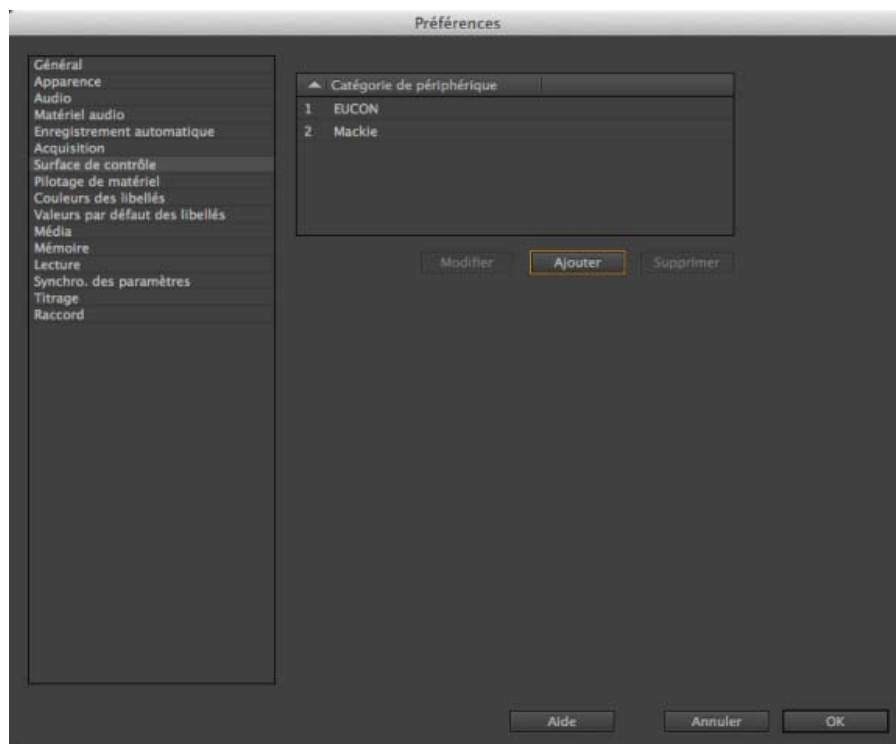 Préférences
Général
Apparence
Audio
Matériel audio
Enregistrement automatique
Acquisition
Surface de contrôle
Pilotage de matériel
Couleurs des libellés
Valeurs par défaut des libellés
Média
Mémoire
Lecture
Synchro. des paramètres
Titrage
Raccord
Catégorie de périphérique
1 EUCON
2 Mackie
Modifier Ajouter Supprimer
Aide Annuler OK